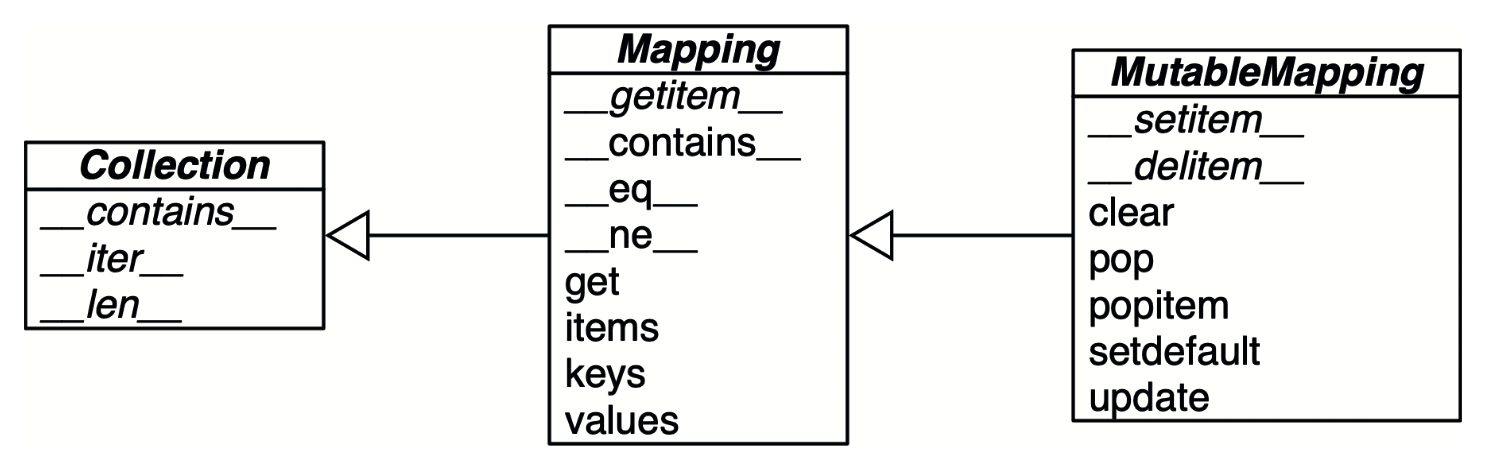 Collection
__contains__
__iter__
__len__
Mapping
__getitem__
__contains__
__eq__
__ne__
get
items
keys
values
MutableMapping
__setitem__
__delitem__
clear
pop
popitem
setdefault
update